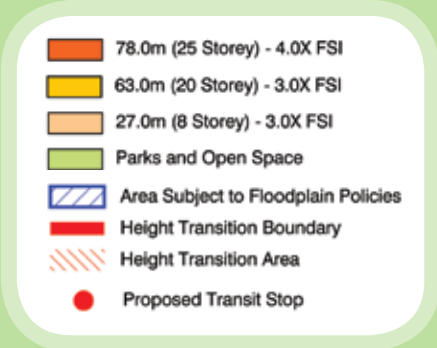 78.0m (25 Storey) - 4.0X FSI
63.0m (20 Storey) - 3.0X FSI
27.0m (8 Storey) - 3.0X FSI
Parks and Open Space
Area Subject to Floodplain Policies
Height Transition Boundary
Height Transition Area
Proposed Transit Stop